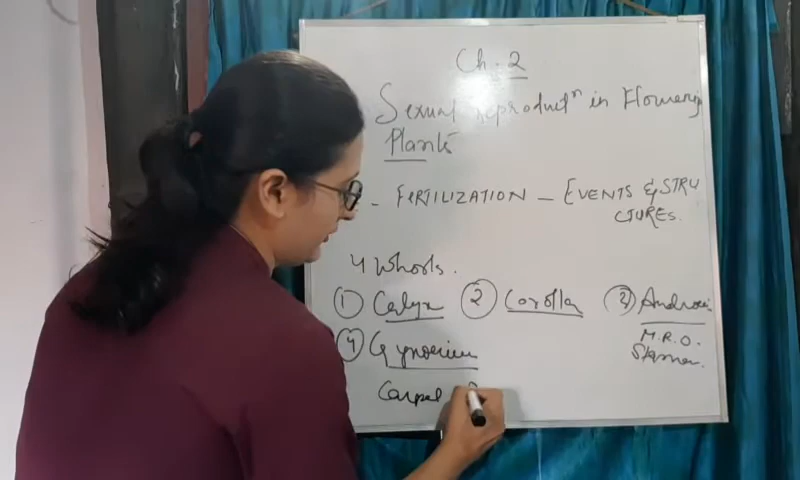 Ch. 2
Sexual reproductn in Flowering
Plants
- FERTILIZATION - EVENTS & STRU
CTURES.
4 Whorls.
① Calyx ② Corolla ③
M.R.O.
Stamen.
④ Gynoecium
Carpel